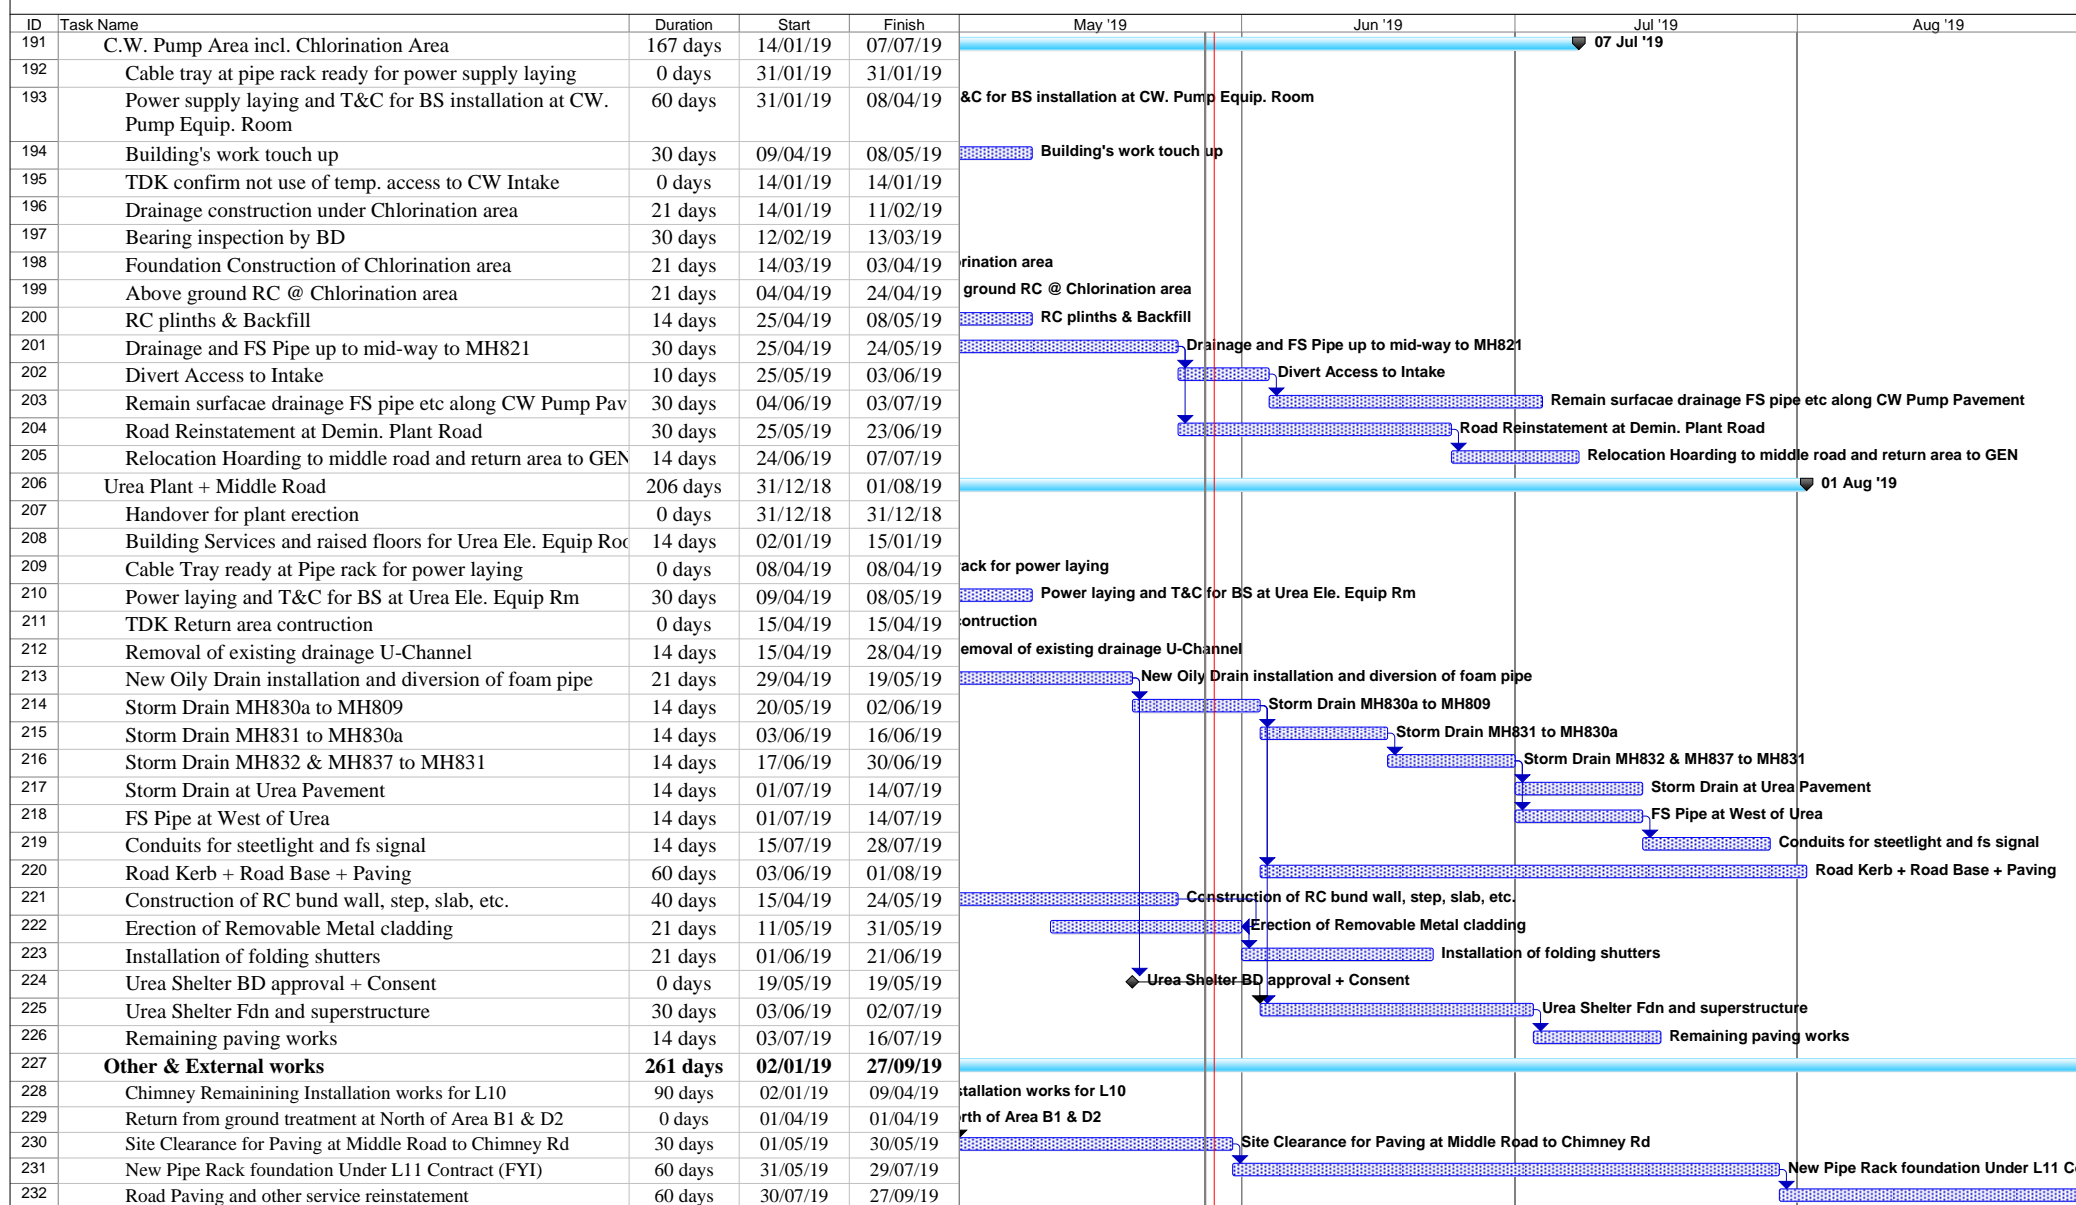 ID Task Name Duration Start Finish May '19 Jun '19 Jul '19 Aug '19
191 C.W. Pump Area incl. Chlorination Area 167 days 14/01/19 07/07/19 07 Jul '19
192 Cable tray at pipe rack ready for power supply laying 0 days 31/01/19 31/01/19
193 Power supply laying and T&C for BS installation at CW. 60 days 31/01/19 08/04/19 &C for BS installation at CW. Pump Equip. Room
Pump Equip. Room
194 Building's work touch up 30 days 09/04/19 08/05/19 Building's work touch up
195 TDK confirm not use of temp. access to CW Intake 0 days 14/01/19 14/01/19
196 Drainage construction under Chlorination area 21 days 14/01/19 11/02/19
197 Bearing inspection by BD 30 days 12/02/19 13/03/19
198 Foundation Construction of Chlorination area 21 days 14/03/19 03/04/19 rination area
199 Above ground RC @ Chlorination area 21 days 04/04/19 24/04/19 ground RC @ Chlorination area
200 RC plinths & Backfill 14 days 25/04/19 08/05/19 RC plinths & Backfill
201 Drainage and FS Pipe up to mid-way to MH821 30 days 25/04/19 24/05/19 Drainage and FS Pipe up to mid-way to MH821
202 Divert Access to Intake 10 days 25/05/19 03/06/19 Divert Access to Intake
203 Remain surfacae drainage FS pipe etc along CW Pump Pav 30 days 04/06/19 03/07/19 Remain surfacae drainage FS pipe etc along CW Pump Pavement
204 Road Reinstatement at Demin. Plant Road 30 days 25/05/19 23/06/19 Road Reinstatement at Demin. Plant Road
205 Relocation Hoarding to middle road and return area to GEN 14 days 24/06/19 07/07/19 Relocation Hoarding to middle road and return area to GEN
206 Urea Plant + Middle Road 206 days 31/12/18 01/08/19 01 Aug '19
207 Handover for plant erection 0 days 31/12/18 31/12/18
208 Building Services and raised floors for Urea Ele. Equip Roo 14 days 02/01/19 15/01/19
209 Cable Tray ready at Pipe rack for power laying 0 days 08/04/19 08/04/19 ack for power laying
210 Power laying and T&C for BS at Urea Ele. Equip Rm 30 days 09/04/19 08/05/19 Power laying and T&C for BS at Urea Ele. Equip Rm
211 TDK Return area contruction 0 days 15/04/19 15/04/19 contruction
212 Removal of existing drainage U-Channel 14 days 15/04/19 28/04/19 emoval of existing drainage U-Channel
213 New Oily Drain installation and diversion of foam pipe 21 days 29/04/19 19/05/19 New Oily Drain installation and diversion of foam pipe
214 Storm Drain MH830a to MH809 14 days 20/05/19 02/06/19 Storm Drain MH830a to MH809
215 Storm Drain MH831 to MH830a 14 days 03/06/19 16/06/19 Storm Drain MH831 to MH830a
216 Storm Drain MH832 & MH837 to MH831 14 days 17/06/19 30/06/19 Storm Drain MH832 & MH837 to MH831
217 Storm Drain at Urea Pavement 14 days 01/07/19 14/07/19 Storm Drain at Urea Pavement
218 FS Pipe at West of Urea 14 days 01/07/19 14/07/19 FS Pipe at West of Urea
219 Conduits for steetlight and fs signal 14 days 15/07/19 28/07/19 Conduits for steetlight and fs signal
220 Road Kerb + Road Base + Paving 60 days 03/06/19 01/08/19 Road Kerb + Road Base + Paving
221 Construction of RC bund wall, step, slab, etc. 40 days 15/04/19 24/05/19 Construction of RC bund wall, step, slab, etc.
222 Erection of Removable Metal cladding 21 days 11/05/19 31/05/19 Erection of Removable Metal cladding
223 Installation of folding shutters 21 days 01/06/19 21/06/19 Installation of folding shutters
224 Urea Shelter BD approval + Consent 0 days 19/05/19 19/05/19 Urea Shelter BD approval + Consent
225 Urea Shelter Fdn and superstructure 30 days 03/06/19 02/07/19 Urea Shelter Fdn and superstructure
226 Remaining paving works 14 days 03/07/19 16/07/19 Remaining paving works
227 Other & External works 261 days 02/01/19 27/09/19
228 Chimney Remainining Installation works for L10 90 days 02/01/19 09/04/19 stallation works for L10
229 Return from ground treatment at North of Area B1 & D2 0 days 01/04/19 01/04/19 orth of Area B1 & D2
230 Site Clearance for Paving at Middle Road to Chimney Rd 30 days 01/05/19 30/05/19 Site Clearance for Paving at Middle Road to Chimney Rd
231 New Pipe Rack foundation Under L11 Contract (FYI) 60 days 31/05/19 29/07/19 New Pipe Rack foundation Under L11 Co
232 Road Paving and other service reinstatement 60 days 30/07/19 27/09/19